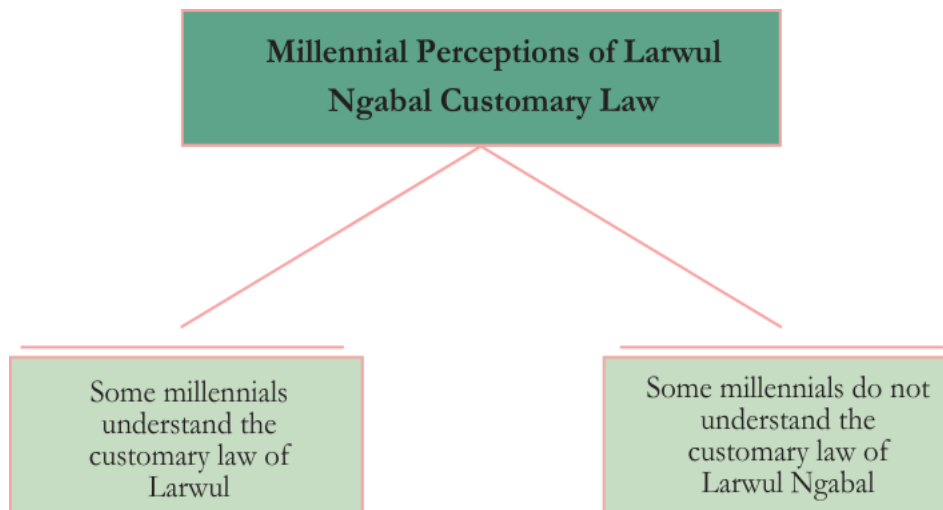 Millennial Perceptions of Larwul
Ngabal Customary Law
Some millennials
understand the
customary law of
Larwul
Some millennials do not
understand the
customary law of
Larwul Ngabal